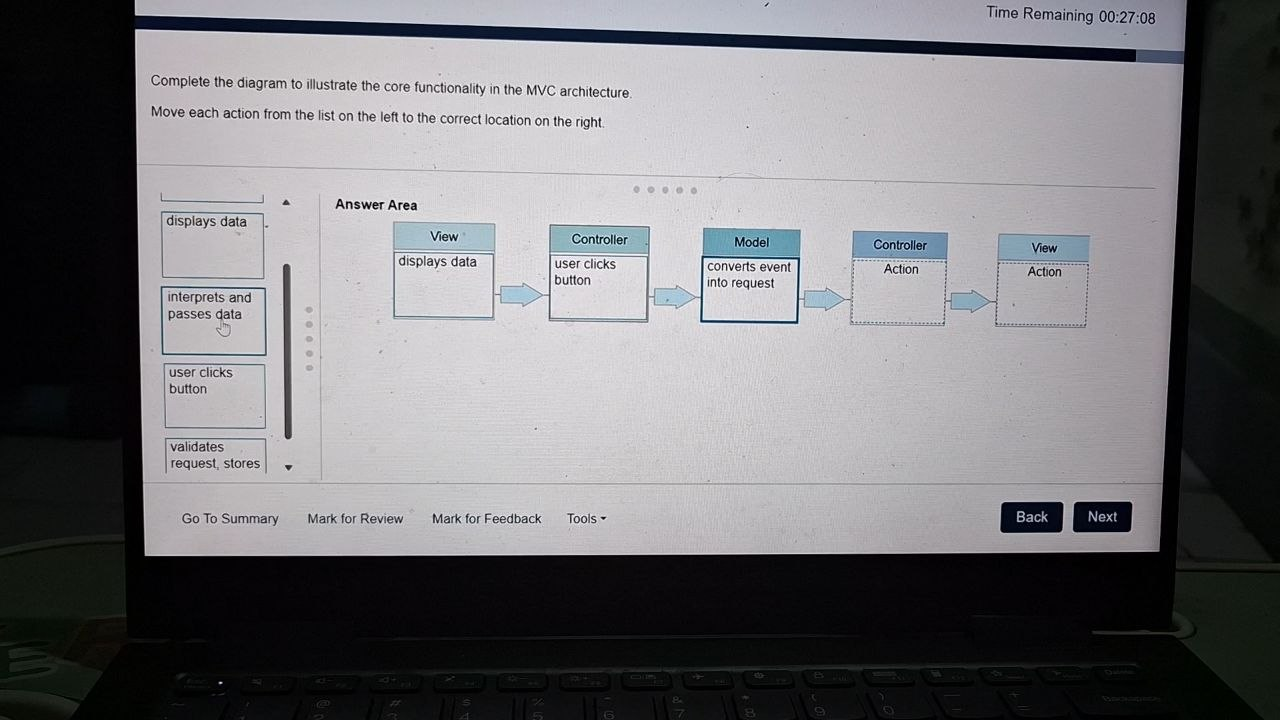 Time Remaining 00:27:08
Complete the diagram to illustrate the core functionality in the MVC architecture.
Move each action from the list on the left to the correct location on the right.
displays data
interprets and
passes data
user clicks
button
validates
request, stores
Answer Area
View
displays data
Controller
user clicks
button
Model
converts event
into request
Controller
Action
View
Action
Go To Summary
Mark for Review
Mark for Feedback
Tools
Back
Next